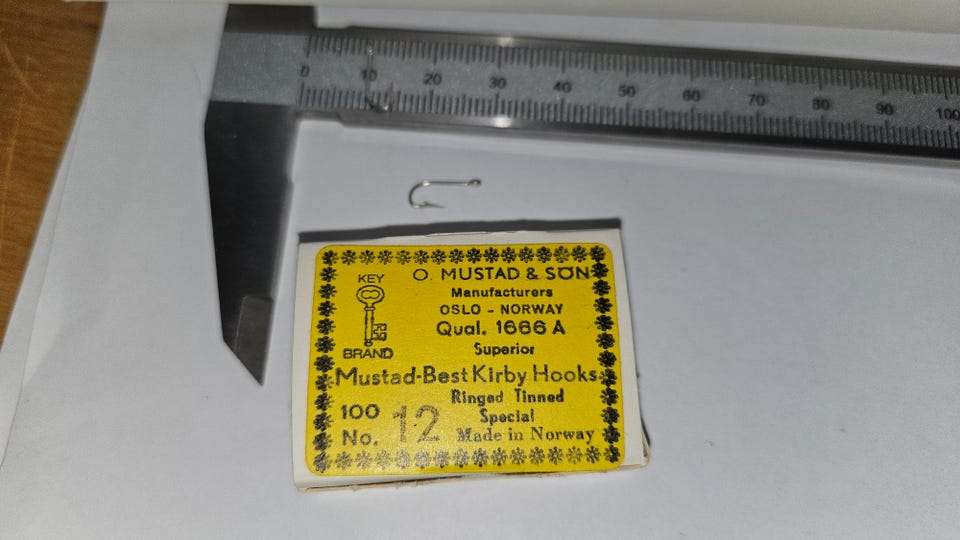 0 10 20 30 40 50 60 70 80 90 100
KEY
BRAND
O. MUSTAD & SÖN
Manufacturers
OSLO - NORWAY
Qual. 1666 A
Superior
Mustad-Best Kirby Hooks
Ringed Tinned
100
Special
No. 12
Made in Norway